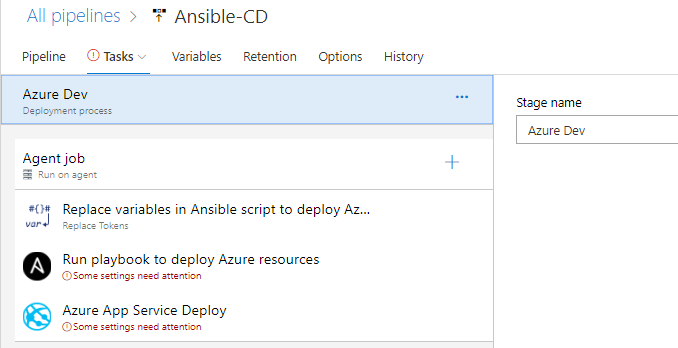 All pipelines > Ansible-CD
Pipeline Tasks Variables Retention Options History
Azure Dev ...
Deployment process
Stage name
Azure Dev
Agent job
Run on agent
#{}#
var
Replace variables in Ansible script to deploy Az...
Replace Tokens
A
Run playbook to deploy Azure resources
Some settings need attention
Azure App Service Deploy
Some settings need attention